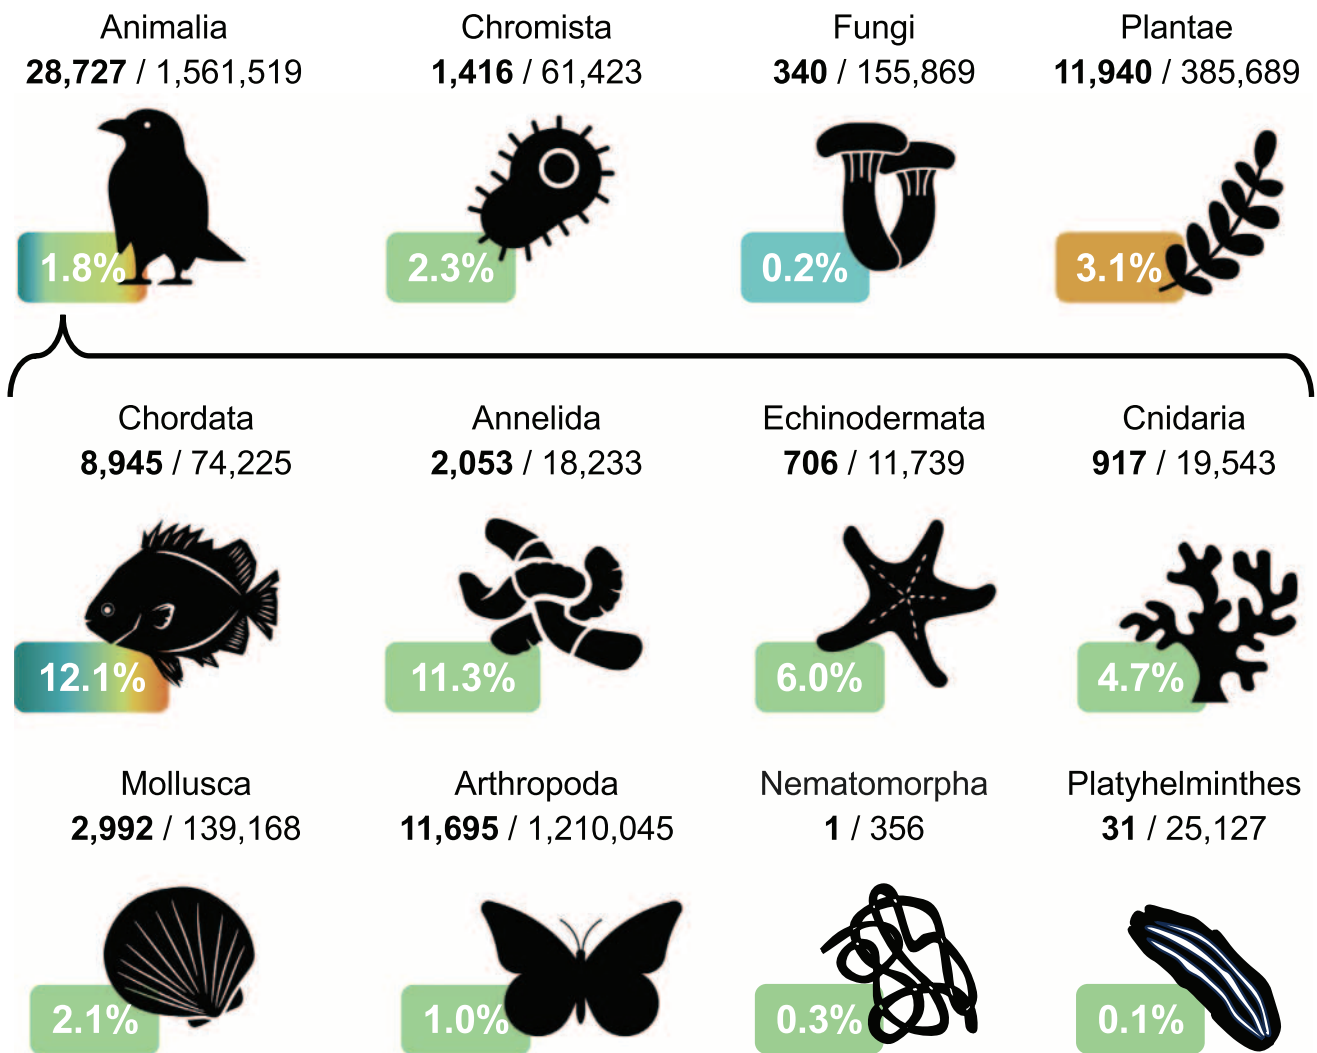 Animalia
28,727 / 1,561,519
1.8%
Chromista
1,416 / 61,423
2.3%
Fungi
340 / 155,869
0.2%
Plantae
11,940 / 385,689
3.1%
Chordata
8,945 / 74,225
12.1%
Annelida
2,053 / 18,233
11.3%
Echinodermata
706 / 11,739
6.0%
Cnidaria
917 / 19,543
4.7%
Mollusca
2,992 / 139,168
2.1%
Arthropoda
11,695 / 1,210,045
1.0%
Nematomorpha
1 / 356
0.3%
Platyhelminthes
31 / 25,127
0.1%